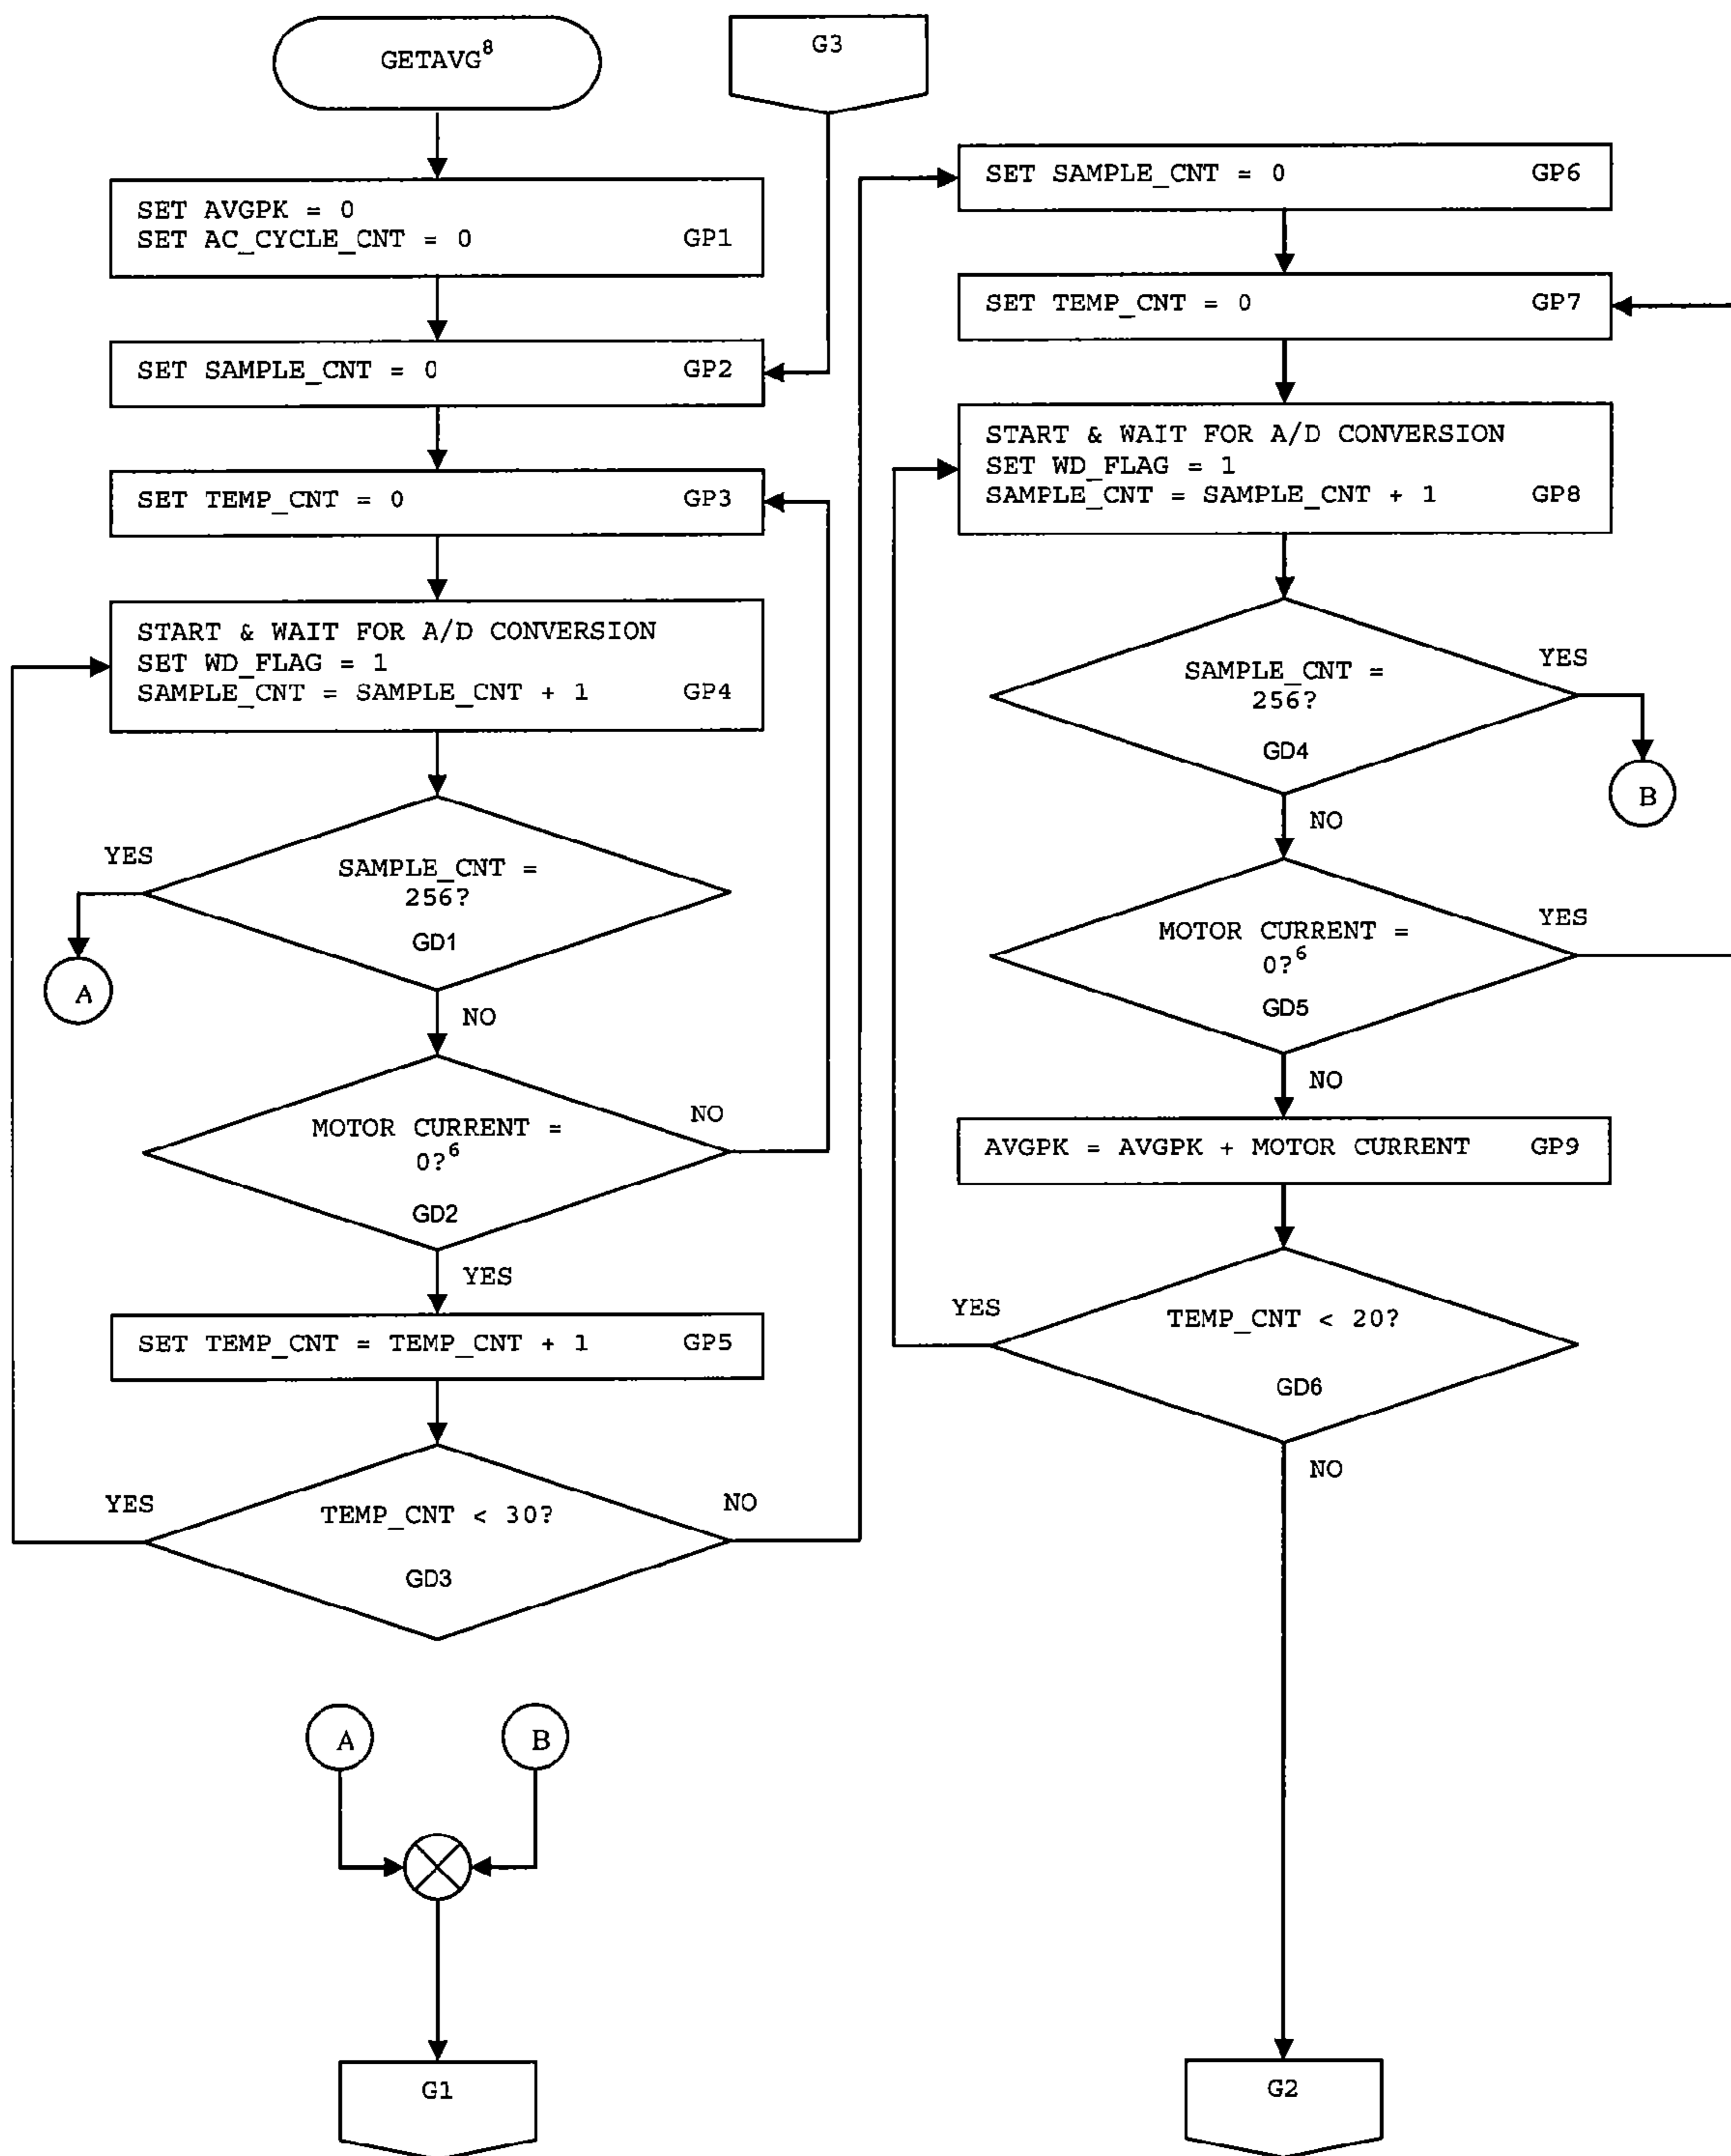 GETAVG⁸
G3
SET AVGPK = 0
SET AC_CYCLE_CNT = 0 GP1
SET SAMPLE_CNT = 0 GP2
SET TEMP_CNT = 0 GP3
START & WAIT FOR A/D CONVERSION
SET WD_FLAG = 1
SAMPLE_CNT = SAMPLE_CNT + 1 GP4
YES
SAMPLE_CNT =
256?
GD1
A
NO
MOTOR CURRENT =
0?⁶
GD2
NO
YES
SET TEMP_CNT = TEMP_CNT + 1 GP5
YES
TEMP_CNT < 30?
GD3
NO
A
B
G1
SET SAMPLE_CNT = 0 GP6
SET TEMP_CNT = 0 GP7
START & WAIT FOR A/D CONVERSION
SET WD_FLAG = 1
SAMPLE_CNT = SAMPLE_CNT + 1 GP8
SAMPLE_CNT =
256?
GD4
YES
B
NO
MOTOR CURRENT =
0?⁶
GD5
YES
NO
AVGPK = AVGPK + MOTOR CURRENT GP9
YES
TEMP_CNT < 20?
GD6
NO
G2